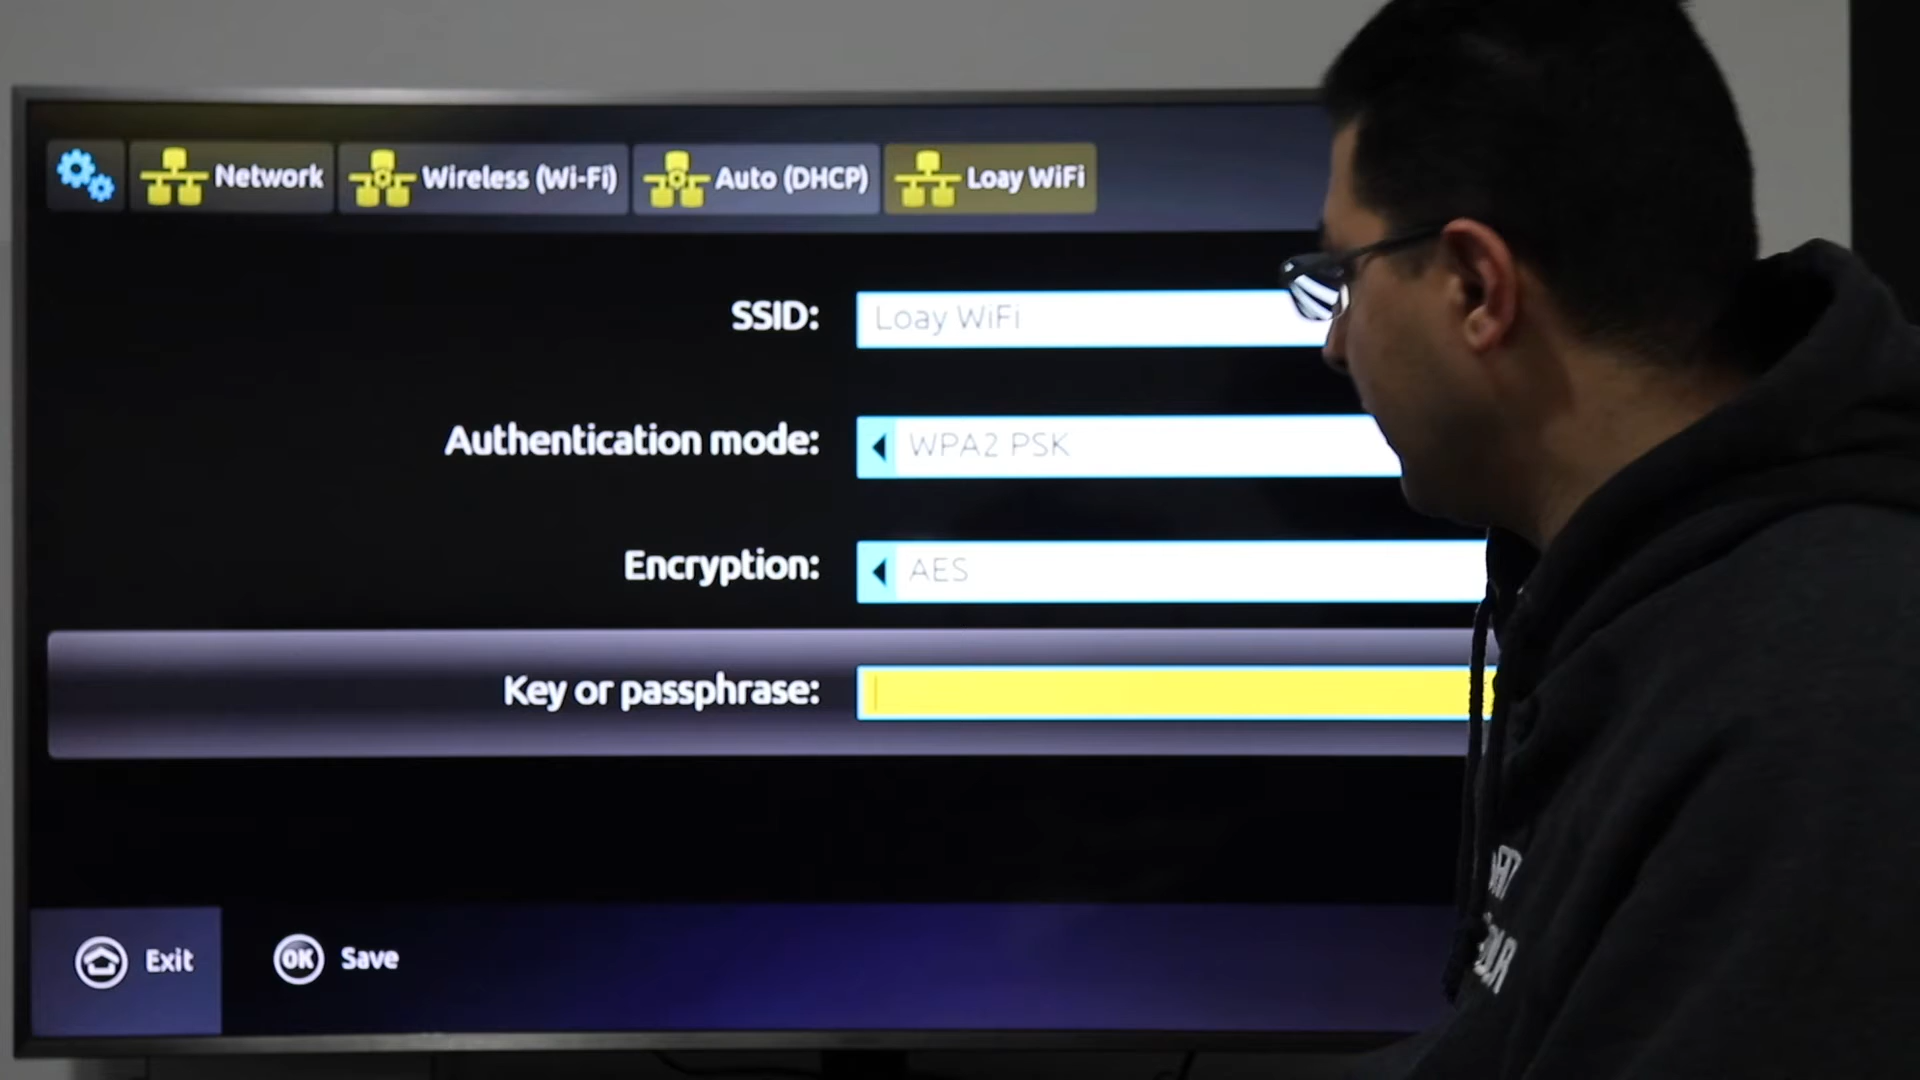 Network Wireless (Wi-Fi) Auto (DHCP) Loay WiFi
SSID: Loay WiFi
Authentication mode: WPA2 PSK
Encryption: AES
Key or passphrase:
Exit OK Save